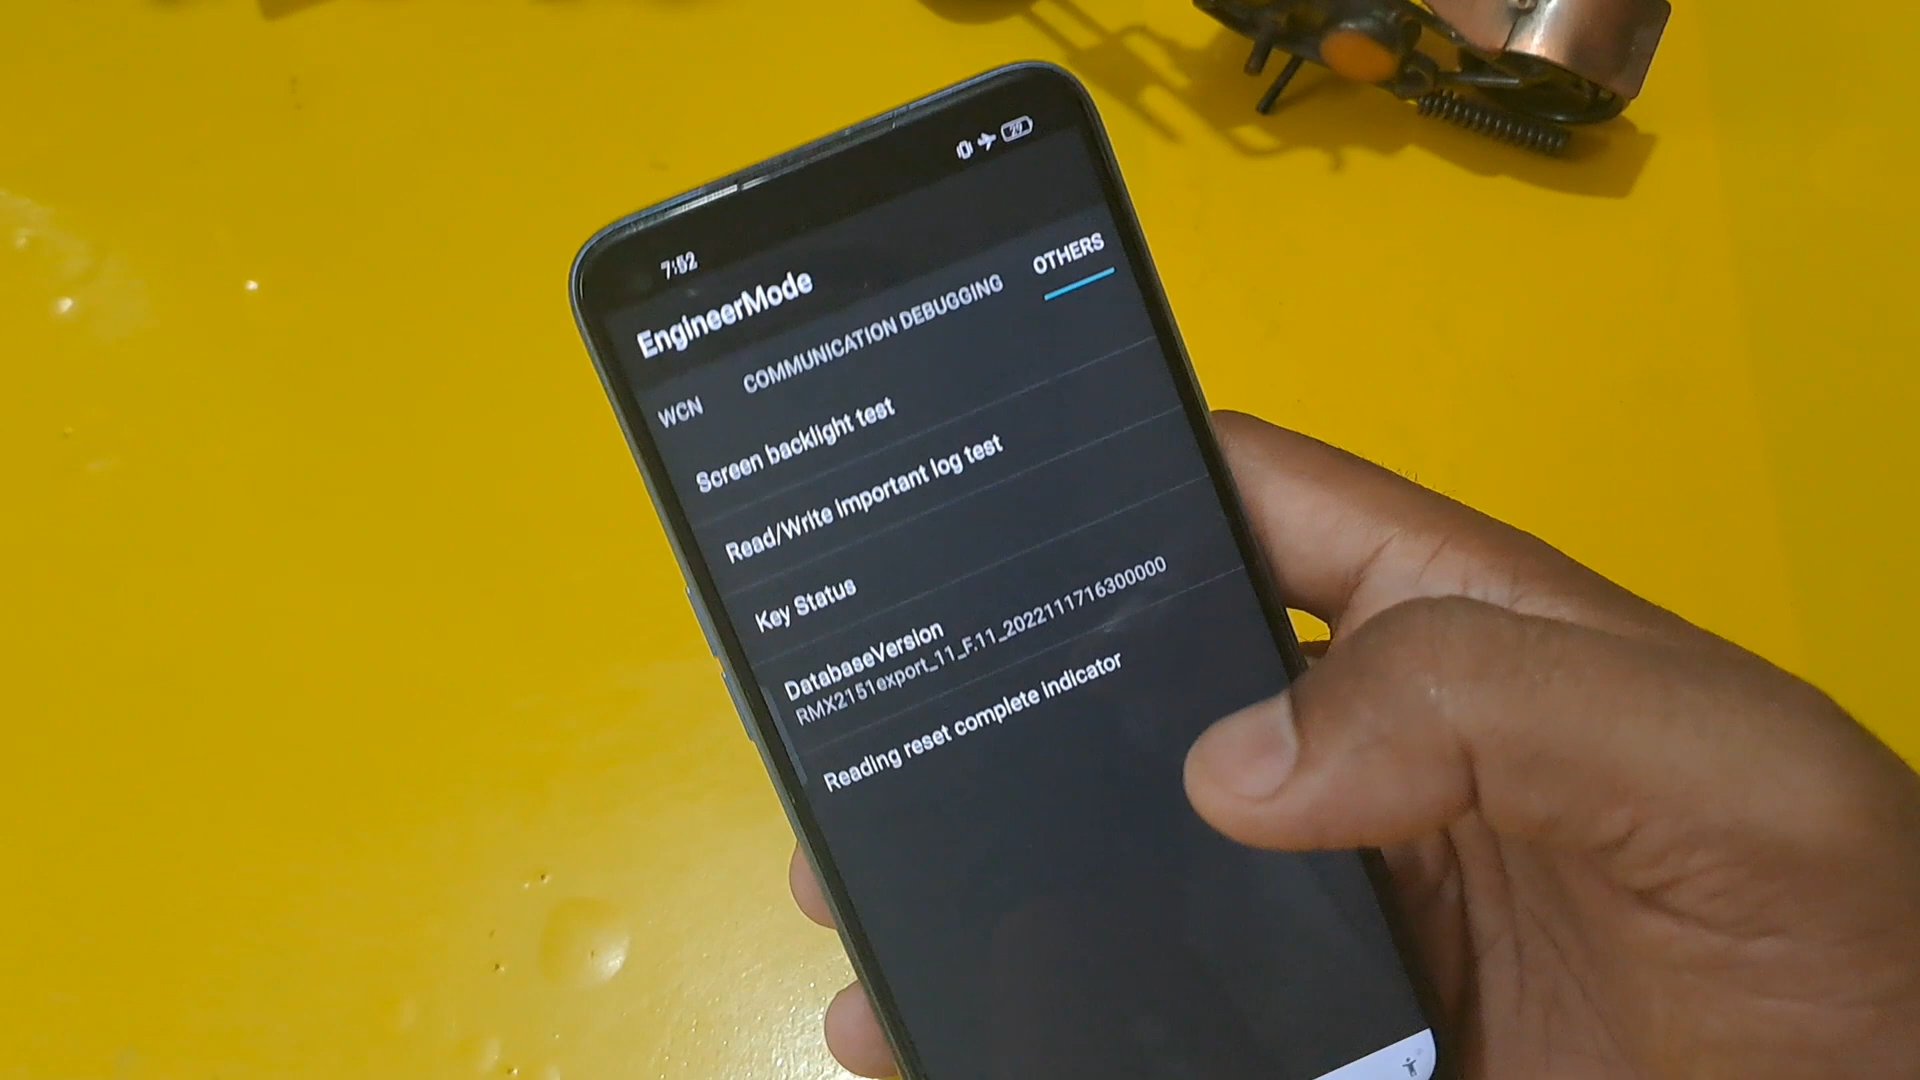 7:52
29
EngineerMode
WCN COMMUNICATION DEBUGGING OTHERS
Screen backlight test
Read/Write important log test
Key Status
DatabaseVersion
RMX2151export_11_F.11_2022111716300000
Reading reset complete indicator